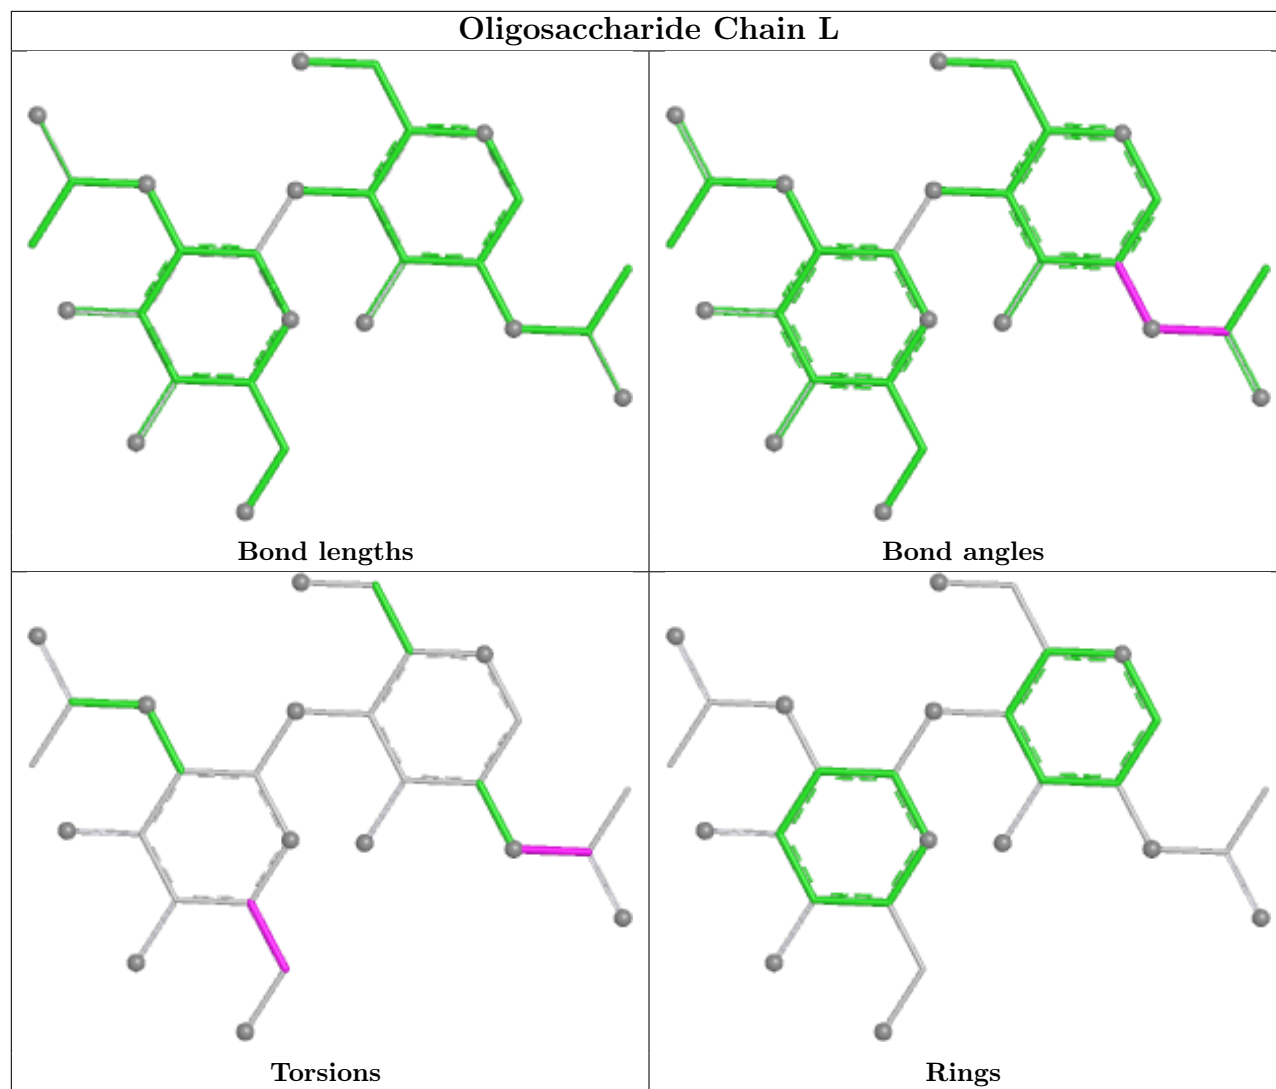 Oligosaccharide Chain L
Bond lengths
Bond angles
Torsions
Rings